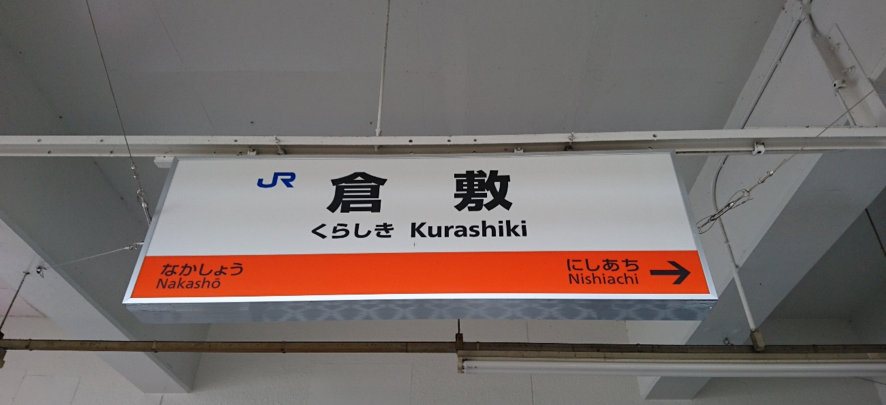 JR 倉敷
くらしき Kurashiki
なかしょう にしあち →
Nakashō Nishiachi